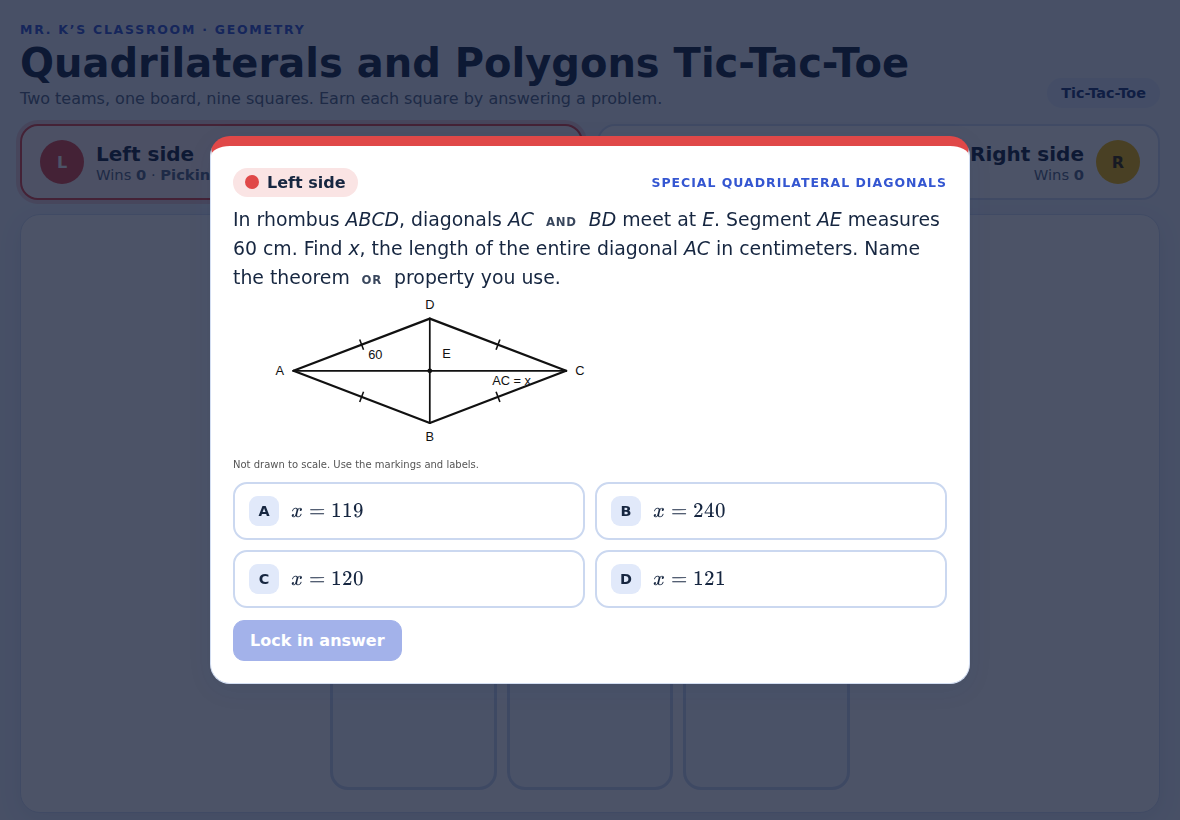 MR. K'S CLASSROOM · GEOMETRY
Quadrilaterals and Polygons Tic-Tac-Toe
Two teams, one board, nine squares. Earn each square by answering a problem.
Tic-Tac-Toe
L
Left side
Wins 0 · Pickin
Right side
Wins 0
R
Left side
SPECIAL QUADRILATERAL DIAGONALS
In rhombus ABCD, diagonals AC AND BD meet at E. Segment AE measures
60 cm. Find x, the length of the entire diagonal AC in centimeters. Name
the theorem OR property you use.
D
60
E
A
C
AC = x
B
Not drawn to scale. Use the markings and labels.
A x = 119
B x = 240
C x = 120
D x = 121
Lock in answer